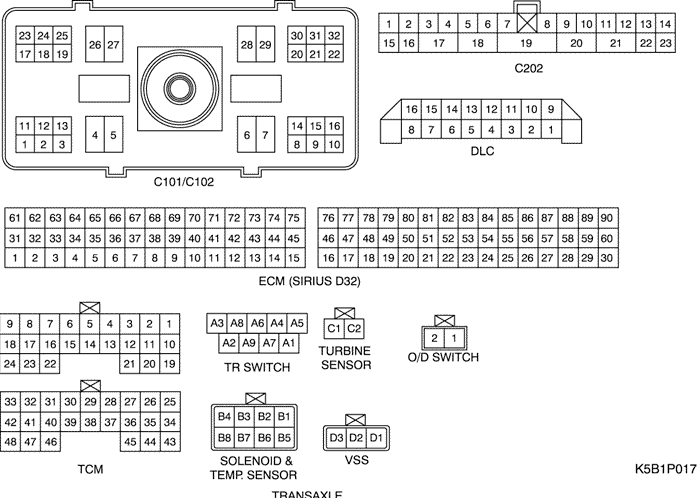 23 24 25 26 27 28 29 30 31 32
17 18 19 20 21 22
11 12 13 4 5 6 7 14 15 16
1 2 3 8 9 10
C101/C102
1 2 3 4 5 6 7 8 9 10 11 12 13 14
15 16 17 18 19 20 21 22 23
C202
16 15 14 13 12 11 10 9
8 7 6 5 4 3 2 1
DLC
61 62 63 64 65 66 67 68 69 70 71 72 73 74 75 76 77 78 79 80 81 82 83 84 85 86 87 88 89 90
31 32 33 34 35 36 37 38 39 40 41 42 43 44 45 46 48 49 50 51 52 53 54 55 56 57 58 59 60
1 2 3 4 5 6 7 8 9 10 11 12 13 14 15 16 17 18 19 20 21 22 23 24 25 26 27 28 29 30
ECM (SIRIUS D32)
9 8 7 6 5 4 3 2 1
18 17 16 15 14 13 12 11 10
24 23 22 21 20 19
33 32 31 30 29 28 27 26 25
42 41 40 39 38 37 36 35 34
48 47 46 45 44 43
TCM
A3 A8 A6 A4 A5
A2 A9 A7 A1
TR SWITCH
C1 C2
TURBINE
SENSOR
2 1
O/D SWITCH
B4 B3 B2 B1
B8 B7 B6 B5
SOLENOID &
TEMP. SENSOR
D3 D2 D1
VSS
K5B1P017
TRANSAXLE